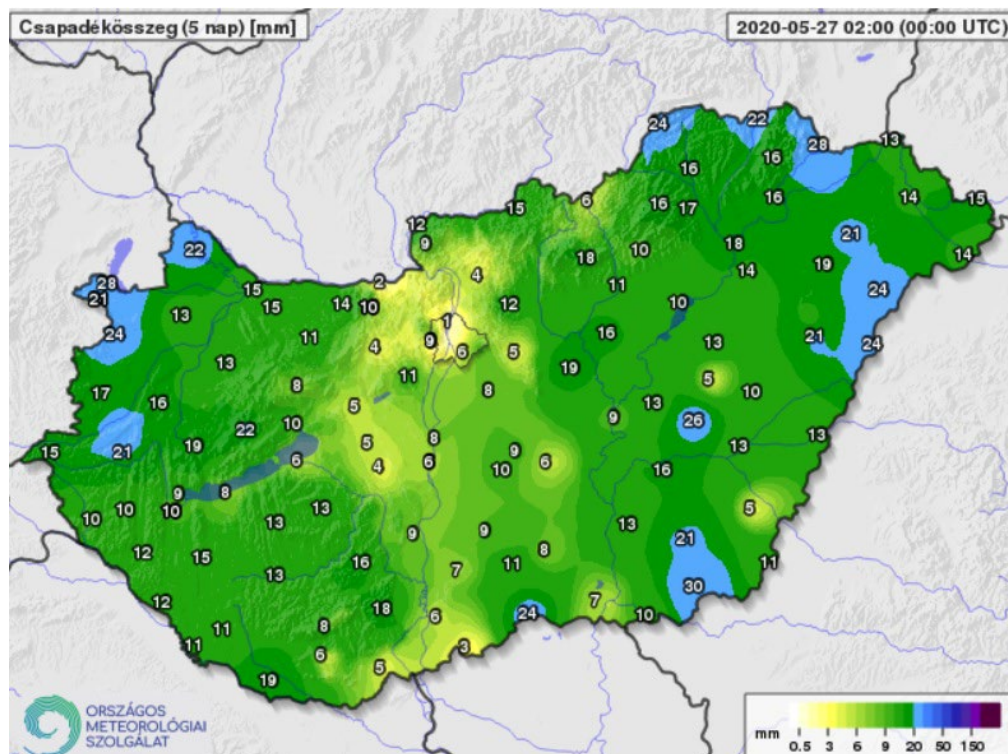 Csapadékösszeg (5 nap) [mm]
2020-05-27 02:00 (00:00 UTC)
24 22
28 13
16 16
15 12 15 6 16 17 16 14 15
9 21
22 18 10 18 19 14
28 2 4 11 14 24
21 15 15 14 10 12 10
13 1 16 21
24 11 4 9 6 5 13 24
13 11 19 5
17 8 8 10
16 5 9 13
10 26
22 8 13
15 21 19 5 9 13
6 4 6 10 6 16
9 8
10 10 10 13 13 5
9 9 13
12 15 16 8 21
13 7 11 11
30
12 18 6 24 7 10
11 11 8
6 3
19 5
ORSZÁGOS
METEOROLÓGIAI
SZOLGÁLAT
mm
0.5 3 6 9 20 50 150